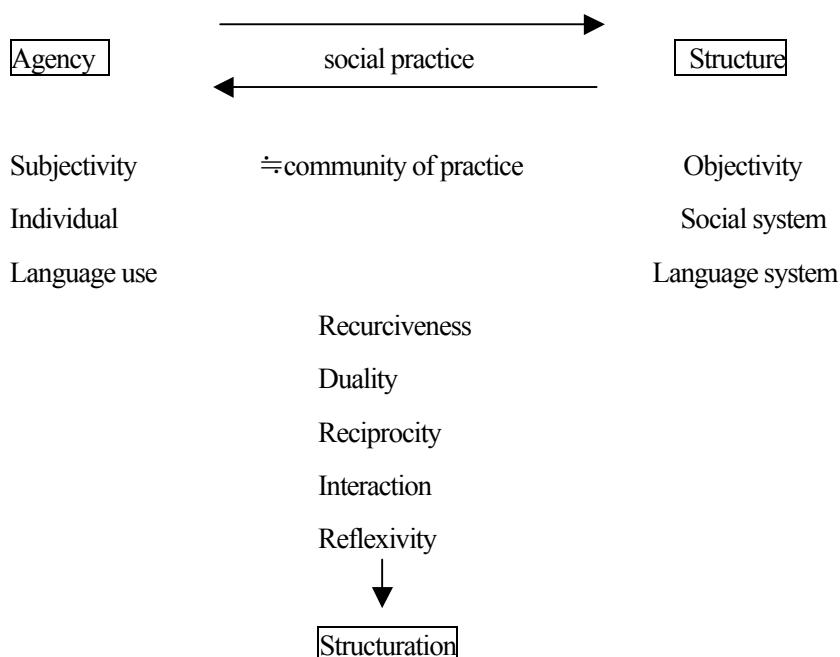 Agency social practice Structure
Subjectivity ≒community of practice Objectivity
Individual Social system
Language use Language system
Recurciveness
Duality
Reciprocity
Interaction
Reflexivity
Structuration